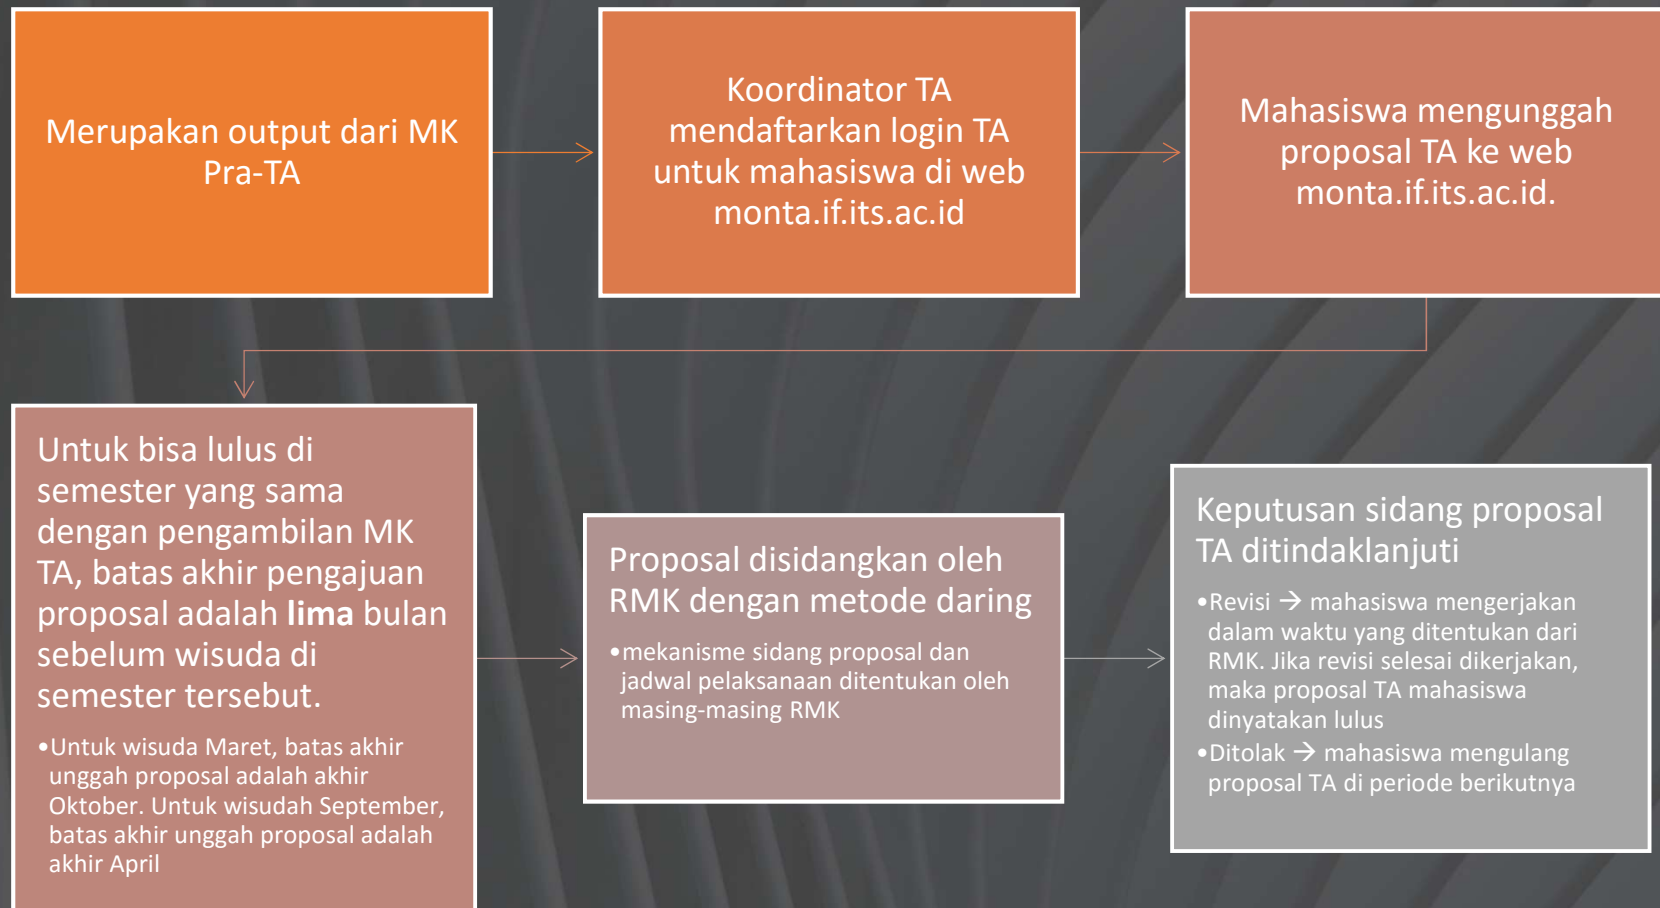 Merupakan output dari MK
Pra-TA
Koordinator TA
mendaftarkan login TA
untuk mahasiswa di web
monta.if.its.ac.id
Mahasiswa mengunggah
proposal TA ke web
monta.if.its.ac.id.
Untuk bisa lulus di
semester yang sama
dengan pengambilan MK
TA, batas akhir pengajuan
proposal adalah lima bulan
sebelum wisuda di
semester tersebut.
•Untuk wisuda Maret, batas akhir
unggah proposal adalah akhir
Oktober. Untuk wisudah September,
batas akhir unggah proposal adalah
akhir April
Proposal disidangkan oleh
RMK dengan metode daring
•mekanisme sidang proposal dan
jadwal pelaksanaan ditentukan oleh
masing-masing RMK
Keputusan sidang proposal
TA ditindaklanjuti
•Revisi → mahasiswa mengerjakan
dalam waktu yang ditentukan dari
RMK. Jika revisi selesai dikerjakan,
maka proposal TA mahasiswa
dinyatakan lulus
•Ditolak → mahasiswa mengulang
proposal TA di periode berikutnya